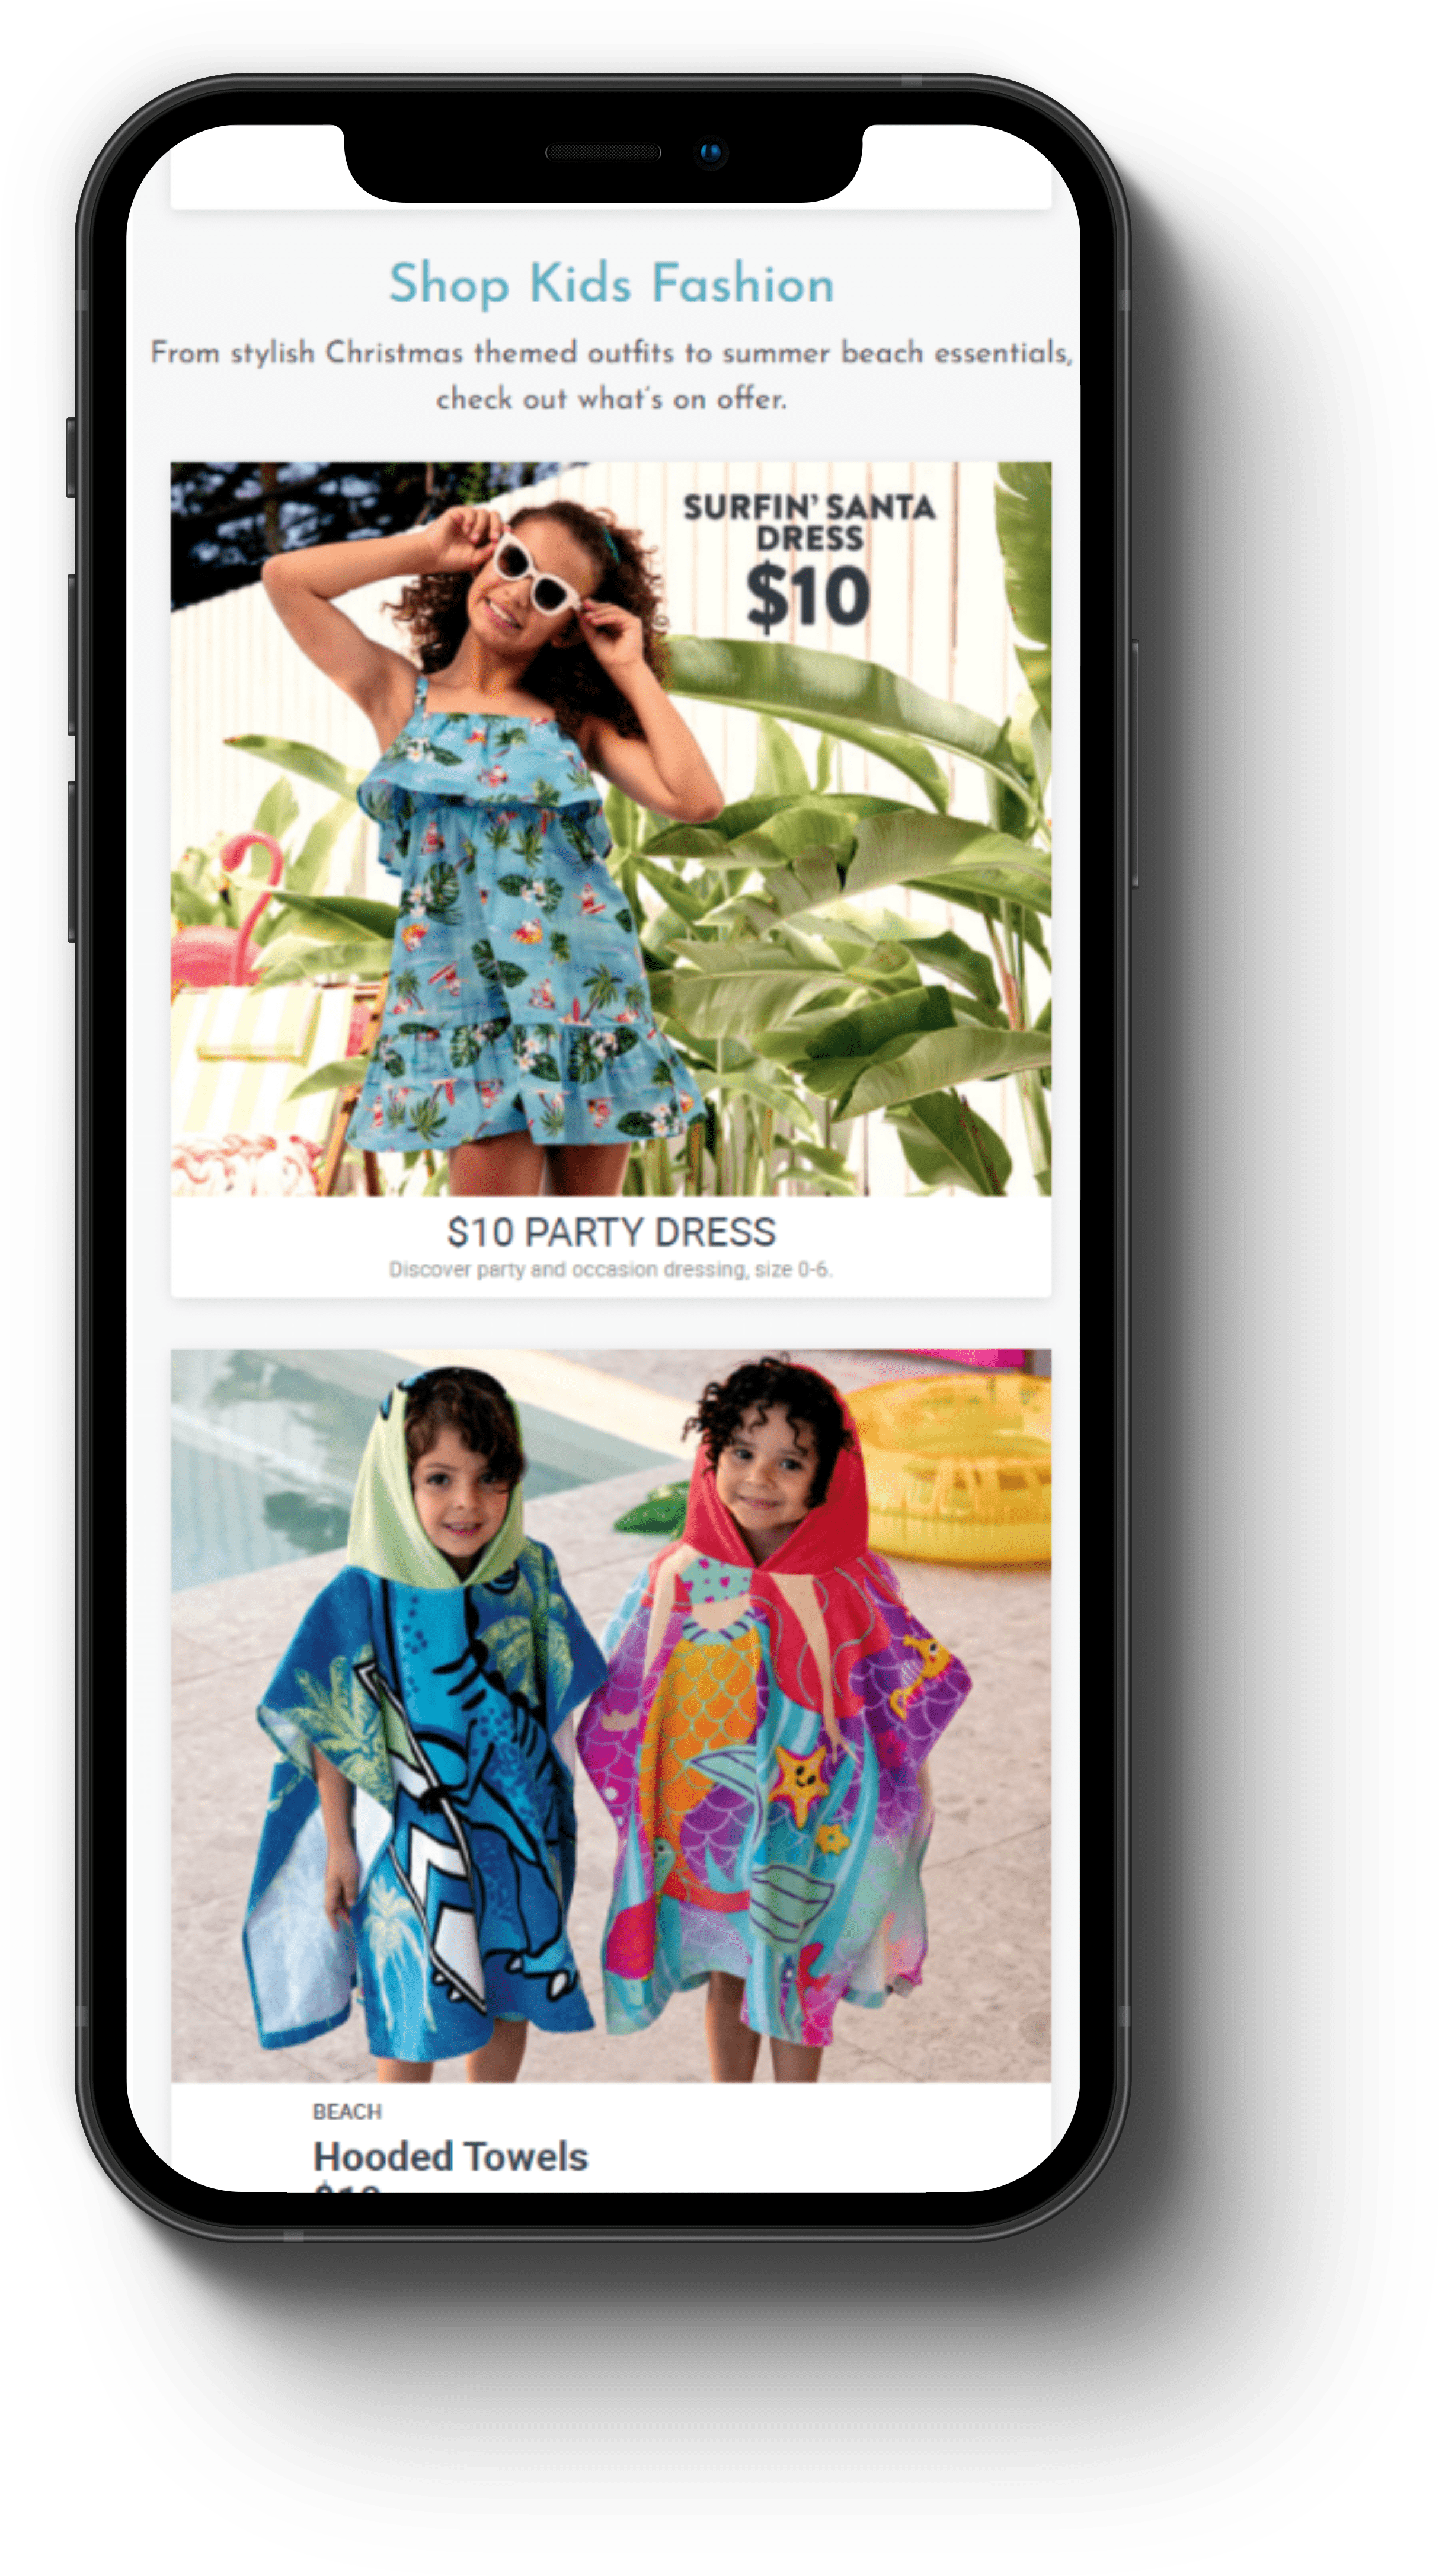 Shop Kids Fashion
From stylish Christmas themed outfits to summer beach essentials,
check out what's on offer.
SURFIN' SANTA
DRESS
$10
$10 PARTY DRESS
Discover party and occasion dressing, size 0-6.
BEACH
Hooded Towels